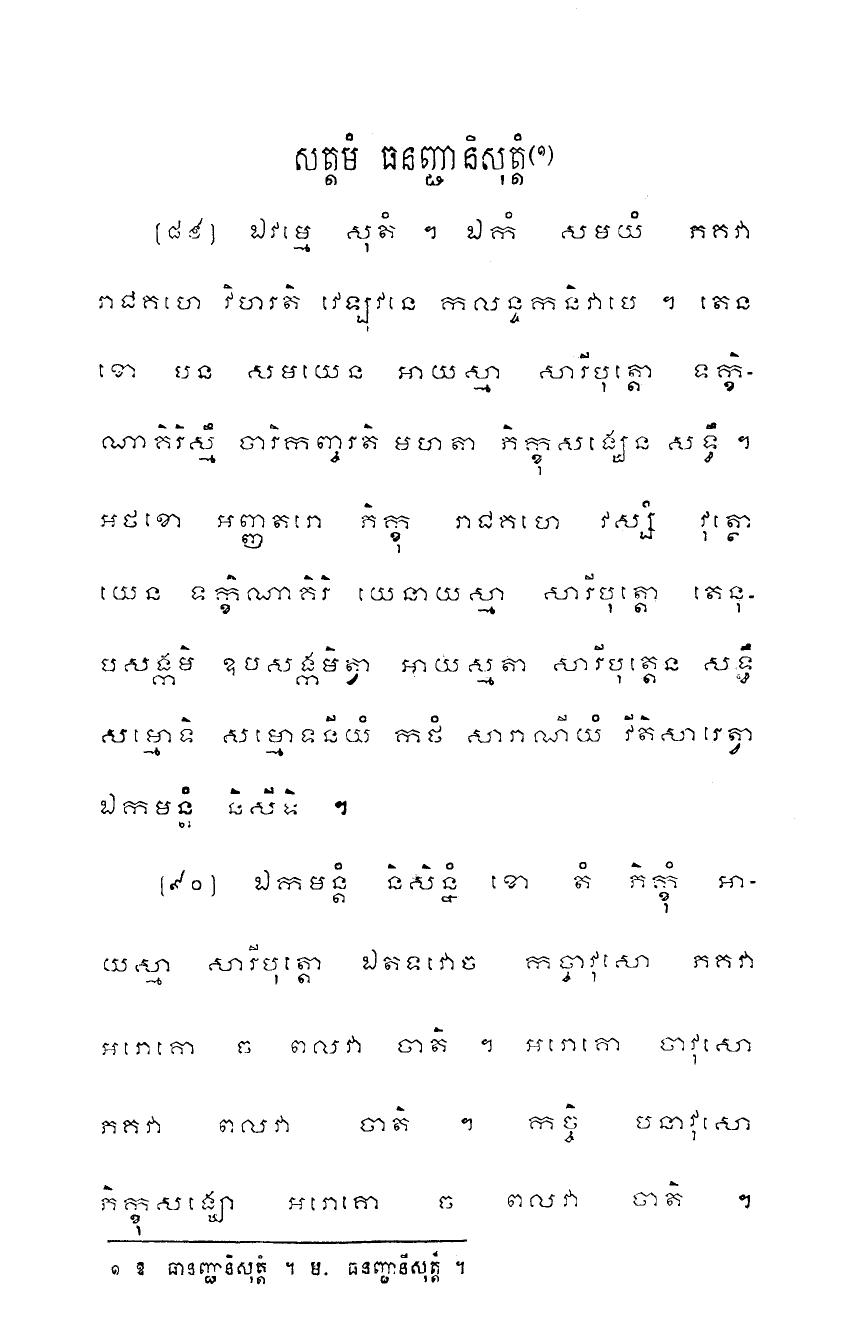 សត្តមំ ធនញ្ជានិសុត្តំ(១)
[៨៩] ឯវម្មេ សុតំ ។ ឯកំ សមយំ ភគវា
រាជគហេ វិហរតិ វេឡុវនេ កលន្ទកនិវាបេ ។ តេន
ខោ បន សមយេន អាយស្មា សារីបុត្តោ ទក្ខិ-
ណាគិរិស្មឹ ចារិកញ្ចរតិ មហតា ភិក្ខុសង្ឃេន សទ្ធឹ ។
អថខោ អញ្ញតរោ ភិក្ខុ រាជគហេ វស្សំ វុត្ថោ
យេន ទក្ខិណាគិរិ យេនាយស្មា សារីបុត្តោ តេនុ-
បសង្កមិ ឧបសង្កមិត្វា អាយស្មតា សារីបុត្តេន សទ្ធឹ
សម្មោទិ សម្មោទនីយំ កថំ សារាណីយំ វីតិសារេត្វា
ឯកមន្តំ និសីទិ ។
[៩០] ឯកមន្តំ និសិន្នំ ខោ តំ ភិក្ខុំ អា-
យស្មា សារីបុត្តោ ឯតទវោច កច្ចាវុសោ ភគវា
អរោគោ ច ពលវា ចាតិ ។ អរោគោ ចាវុសោ
ភគវា ពលវា ចាតិ ។ កច្ចិ បនាវុសោ
ភិក្ខុសង្ឃោ អរោគោ ច ពលវា ចាតិ ។
១ ឱ ធានញ្ជានិសុត្តំ ។ ម. ធនញ្ជានីសុត្តំ ។